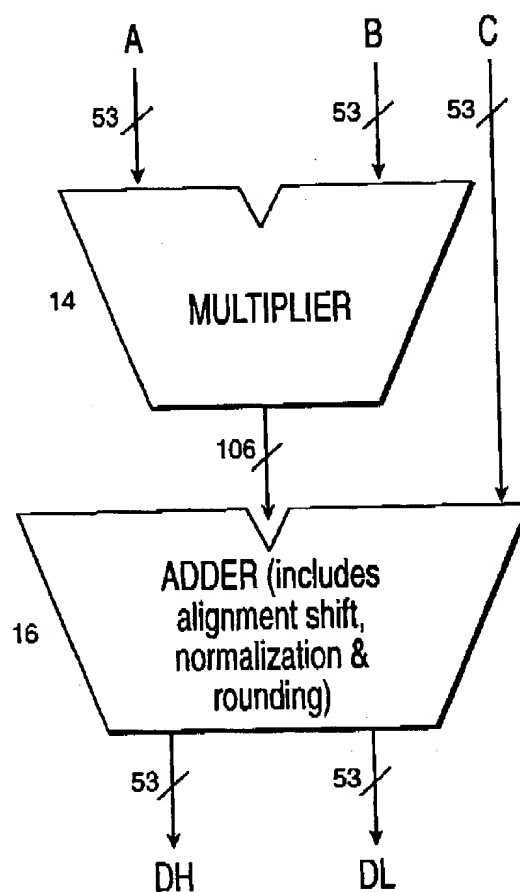 A B C
53 53 53
14 MULTIPLIER
106
16
ADDER (includes
alignment shift,
normalization &
rounding)
53 53
DH DL